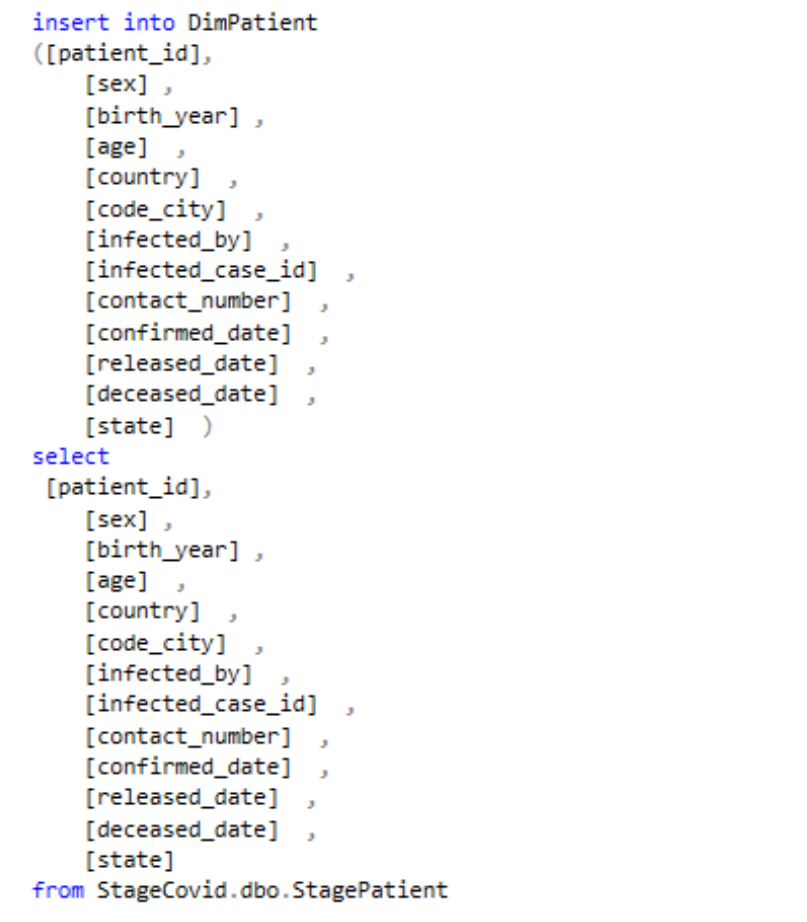 insert into DimPatient
([patient_id],
[sex] ,
[birth_year] ,
[age]  ,
[country]  ,
[code_city]  ,
[infected_by]  ,
[infected_case_id]  ,
[contact_number]  ,
[confirmed_date]  ,
[released_date]  ,
[deceased_date]  ,
[state]  )
select
[patient_id],
[sex] ,
[birth_year] ,
[age]  ,
[country]  ,
[code_city]  ,
[infected_by]  ,
[infected_case_id]  ,
[contact_number]  ,
[confirmed_date]  ,
[released_date]  ,
[deceased_date]  ,
[state]
from StageCovid.dbo.StagePatient